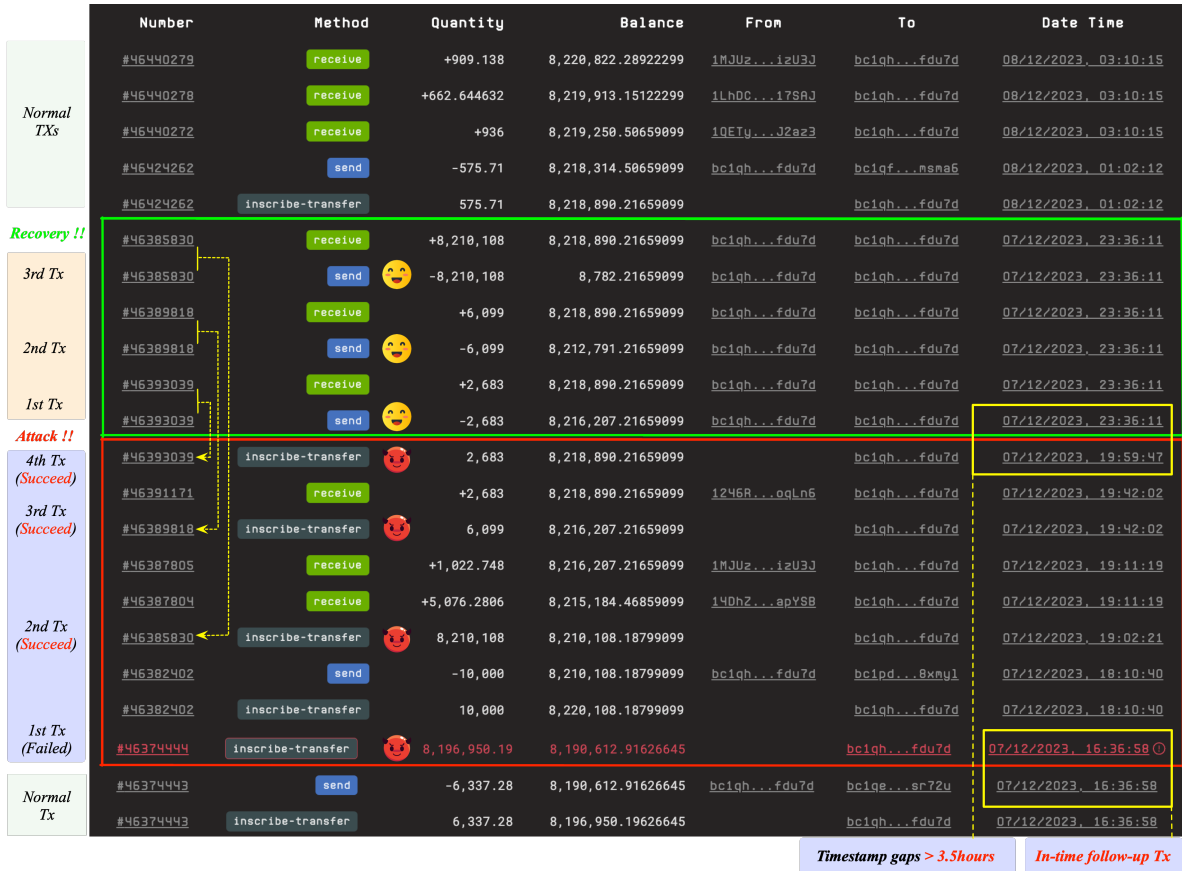 Number Method Quantity Balance From To Date Time
#46440279 receive +909.138 8,220,822.28922299 1MJUz...izU3J bc1qh...fdu7d 08/12/2023, 03:10:15
#46440278 receive +662.644632 8,219,913.15122299 1LhDC...17SAJ bc1qh...fdu7d 08/12/2023, 03:10:15
Normal
TXs
#46440272 receive +936 8,219,250.50659099 1QETy...J2az3 bc1qh...fdu7d 08/12/2023, 03:10:15
#46424262 send -575.71 8,218,314.50659099 bc1qh...fdu7d bc1qf...msma6 08/12/2023, 01:02:12
#46424262 inscribe-transfer 575.71 8,218,890.21659099 bc1qh...fdu7d 08/12/2023, 01:02:12
Recovery !!
#46385830 receive +8,210,108 8,218,890.21659099 bc1qh...fdu7d bc1qh...fdu7d 07/12/2023, 23:36:11
3rd Tx
#46385830 send -8,210,108 8,782.21659099 bc1qh...fdu7d bc1qh...fdu7d 07/12/2023, 23:36:11
#46389818 receive +6,099 8,218,890.21659099 bc1qh...fdu7d bc1qh...fdu7d 07/12/2023, 23:36:11
2nd Tx
#46389818 send -6,099 8,212,791.21659099 bc1qh...fdu7d bc1qh...fdu7d 07/12/2023, 23:36:11
#46393039 receive +2,683 8,218,890.21659099 bc1qh...fdu7d bc1qh...fdu7d 07/12/2023, 23:36:11
1st Tx
#46393039 send -2,683 8,216,207.21659099 bc1qh...fdu7d bc1qh...fdu7d 07/12/2023, 23:36:11
Attack !!
4th Tx
(Succeed)
#46393039 inscribe-transfer 2,683 8,218,890.21659099 bc1qh...fdu7d 07/12/2023, 19:59:47
#46391171 receive +2,683 8,218,890.21659099 1246R...oqLn6 bc1qh...fdu7d 07/12/2023, 19:42:02
3rd Tx
(Succeed)
#46389818 inscribe-transfer 6,099 8,216,207.21659099 bc1qh...fdu7d 07/12/2023, 19:42:02
#46387805 receive +1,022.748 8,216,207.21659099 1MJUz...izU3J bc1qh...fdu7d 07/12/2023, 19:11:19
#46387804 receive +5,076.2806 8,215,184.46859099 14DhZ...apYSB bc1qh...fdu7d 07/12/2023, 19:11:19
2nd Tx
(Succeed)
#46385830 inscribe-transfer 8,210,108 8,210,108.18799099 bc1qh...fdu7d 07/12/2023, 19:02:21
#46382402 send -10,000 8,210,108.18799099 bc1qh...fdu7d bc1pd...8xmyl 07/12/2023, 18:10:40
#46382402 inscribe-transfer 10,000 8,220,108.18799099 bc1qh...fdu7d 07/12/2023, 18:10:40
1st Tx
(Failed)
#46374444 inscribe-transfer 8,196,950.19 8,190,612.91626645 bc1qh...fdu7d 07/12/2023, 16:36:58
#46374443 send -6,337.28 8,190,612.91626645 bc1qh...fdu7d bc1qe...sr72u 07/12/2023, 16:36:58
Normal
Tx
#46374443 inscribe-transfer 6,337.28 8,196,950.19626645 bc1qh...fdu7d 07/12/2023, 16:36:58
Timestamp gaps > 3.5hours In-time follow-up Tx